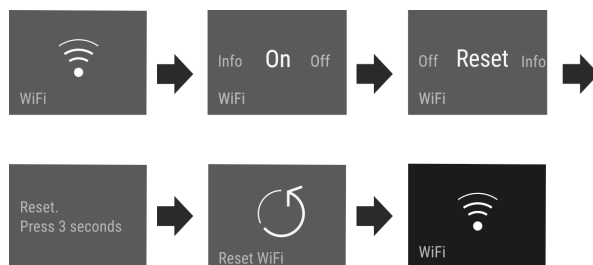 WiFi
Info On Off
WiFi
Off Reset Info
WiFi
Reset.
Press 3 seconds
Reset WiFi
WiFi